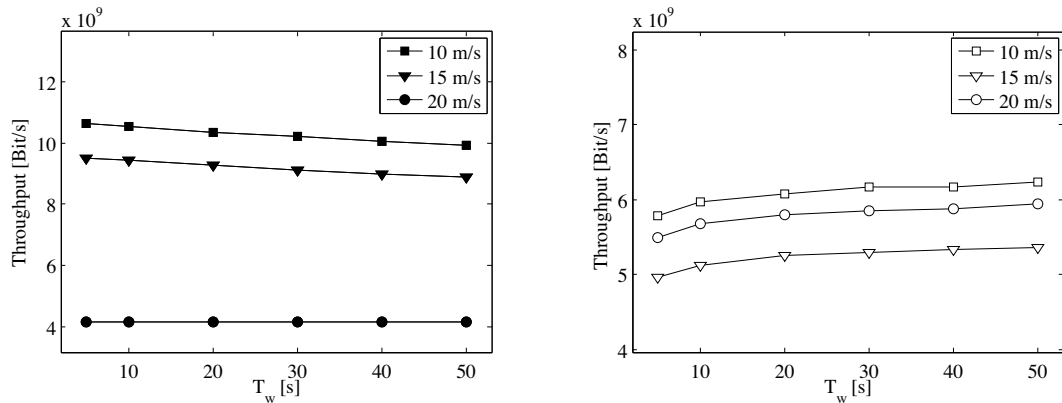 x 10^9
12
10
8
6
4
Throughput [Bit/s]
10 m/s
15 m/s
20 m/s
10 20 30 40 50
T_w [s]
x 10^9
8
7
6
5
4
Throughput [Bit/s]
10 m/s
15 m/s
20 m/s
10 20 30 40 50
T_w [s]